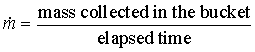 ṁ = mass collected in the bucket / elapsed time